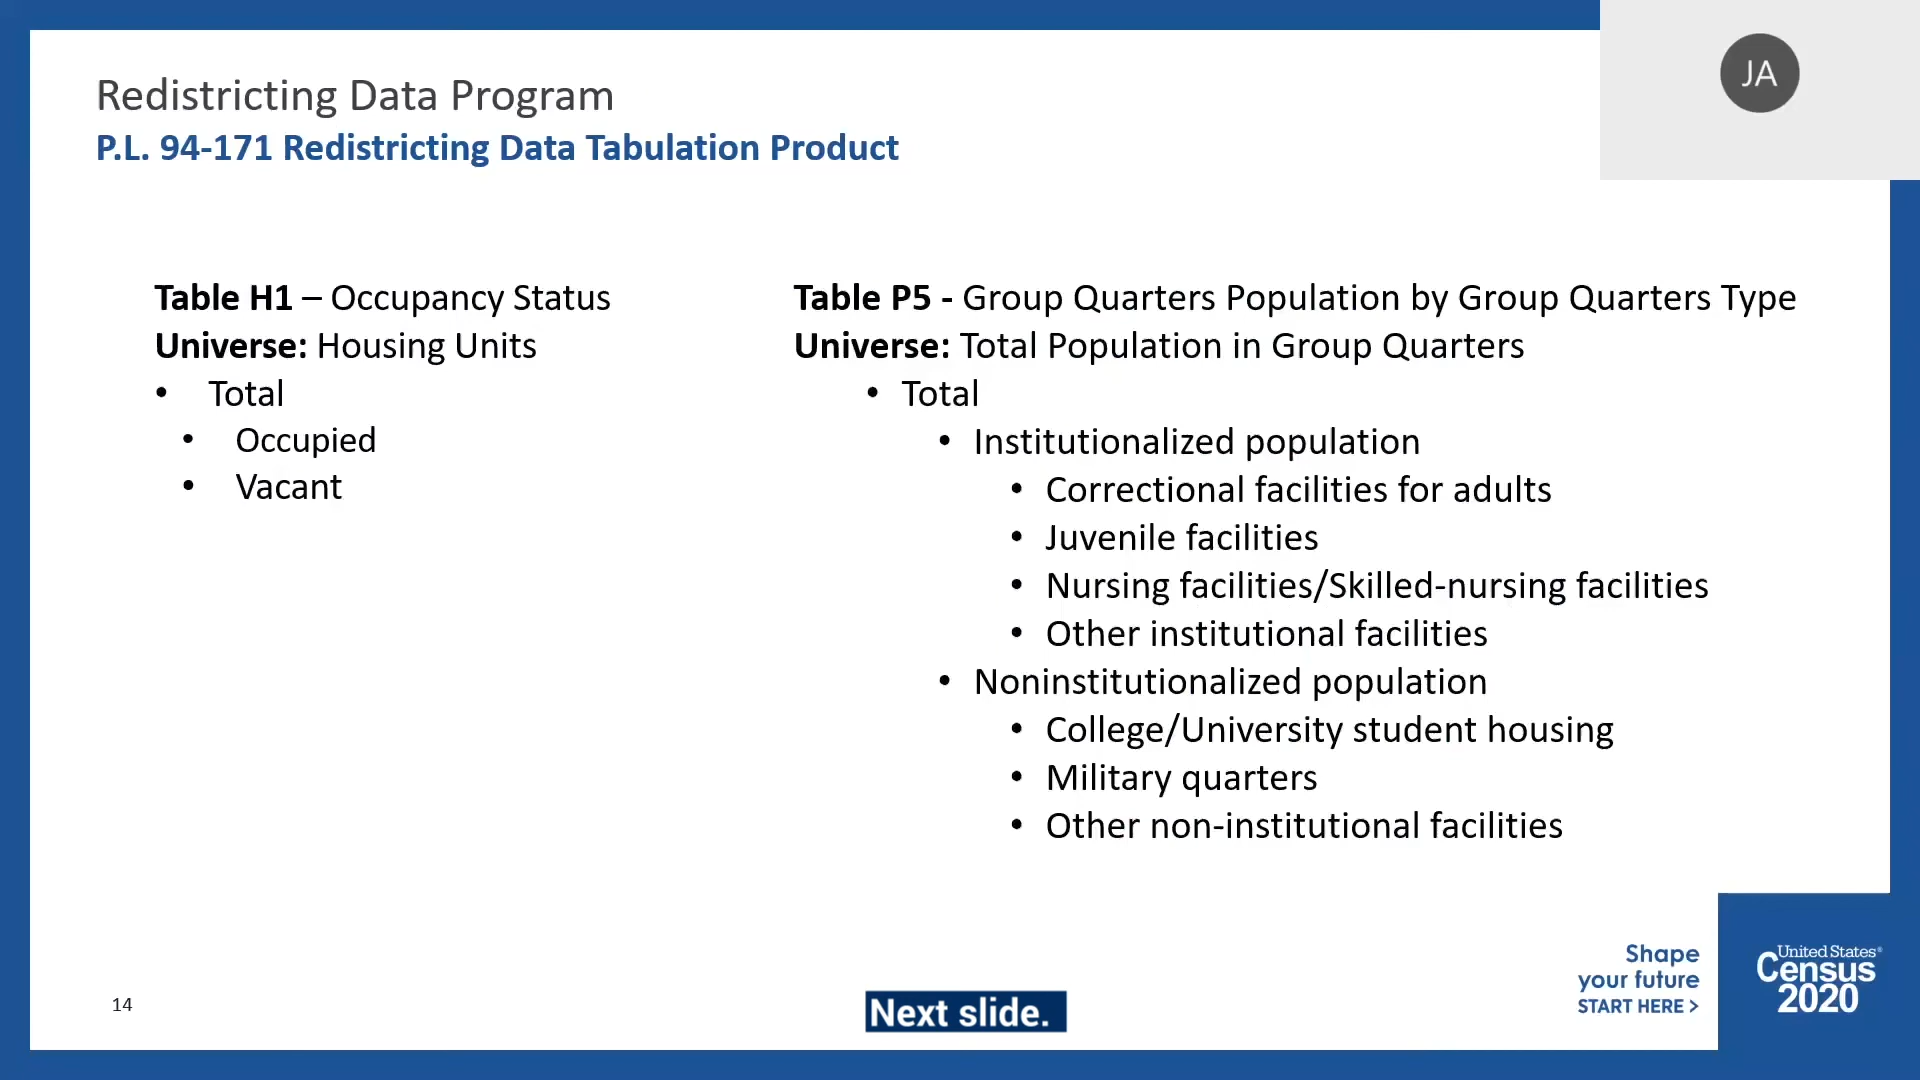 Redistricting Data Program
P.L. 94-171 Redistricting Data Tabulation Product
JA
Table H1 – Occupancy Status
Universe: Housing Units
• Total
• Occupied
• Vacant
Table P5 - Group Quarters Population by Group Quarters Type
Universe: Total Population in Group Quarters
• Total
• Institutionalized population
• Correctional facilities for adults
• Juvenile facilities
• Nursing facilities/Skilled-nursing facilities
• Other institutional facilities
• Noninstitutionalized population
• College/University student housing
• Military quarters
• Other non-institutional facilities
14
Next slide.
Shape
your future
START HERE >
United States®
Census
2020